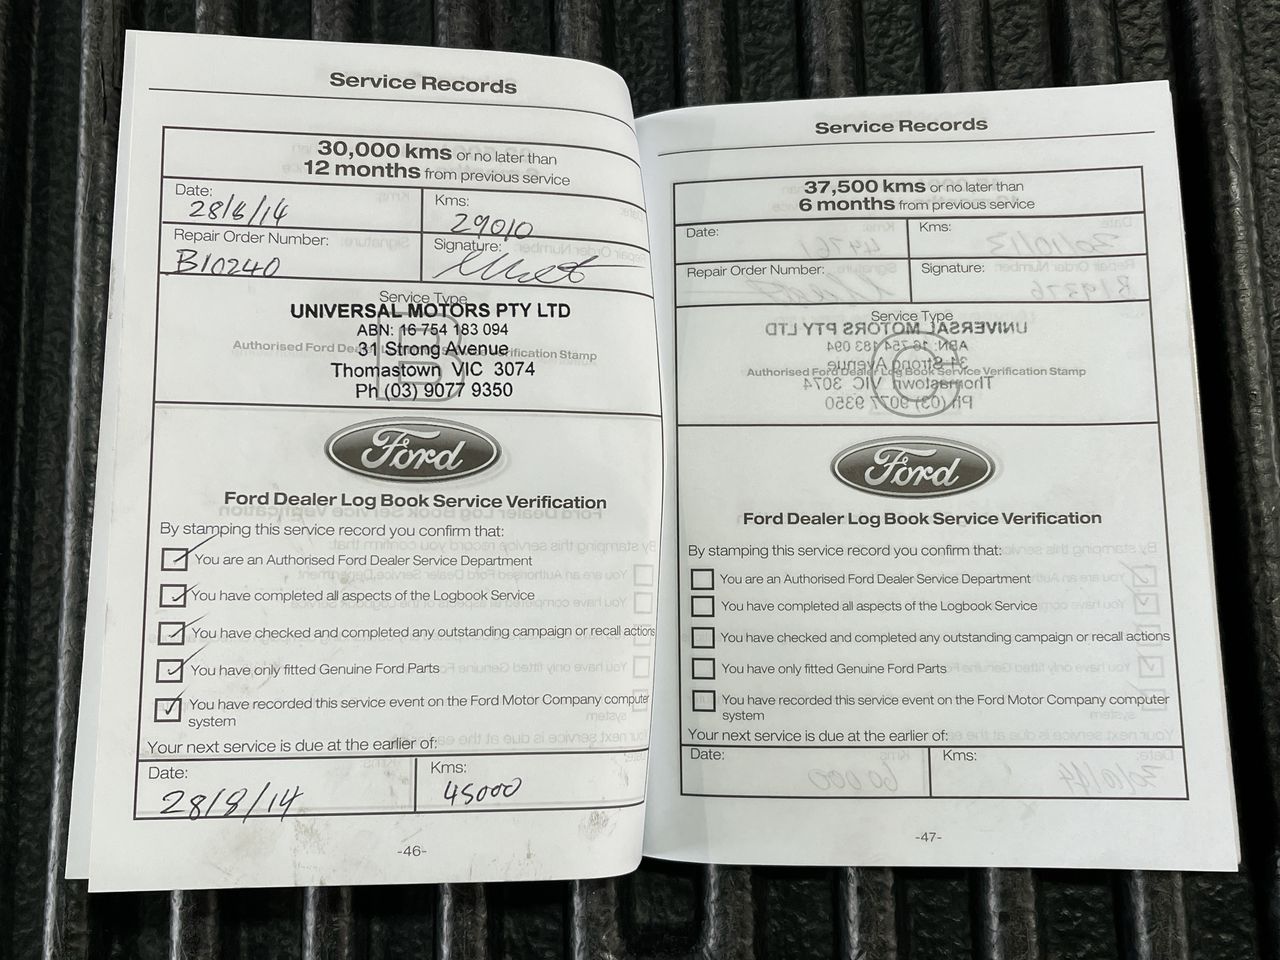 Service Records
30,000 kms or no later than
12 months from previous service
Date:
28/6/14
Kms:
29010
Repair Order Number:
B10240
Signature:
Service Type
UNIVERSAL MOTORS PTY LTD
ABN: 16 754 183 094
31 Strong Avenue
Authorised Ford Dea erification Stamp
B
Thomastown VIC 3074
Ph (03) 9077 9350
Ford
Ford Dealer Log Book Service Verification
By stamping this service record you confirm that:
You are an Authorised Ford Dealer Service Department
You have completed all aspects of the Logbook Service
You have checked and completed any outstanding campaign or recall actions
You have only fitted Genuine Ford Parts
You have recorded this service event on the Ford Motor Company computer
system
Your next service is due at the earlier of:
Date:
28/8/14
Kms:
45000
-46-
Service Records
37,500 kms or no later than
6 months from previous service
Date:
Kms:
Repair Order Number:
Signature:
Service Type
Authorised Ford Dealer Log Book Service Verification Stamp
C
Ford
Ford Dealer Log Book Service Verification
By stamping this service record you confirm that:
You are an Authorised Ford Dealer Service Department
You have completed all aspects of the Logbook Service
You have checked and completed any outstanding campaign or recall actions
You have only fitted Genuine Ford Parts
You have recorded this service event on the Ford Motor Company computer
system
Your next service is due at the earlier of:
Date:
Kms:
-47-